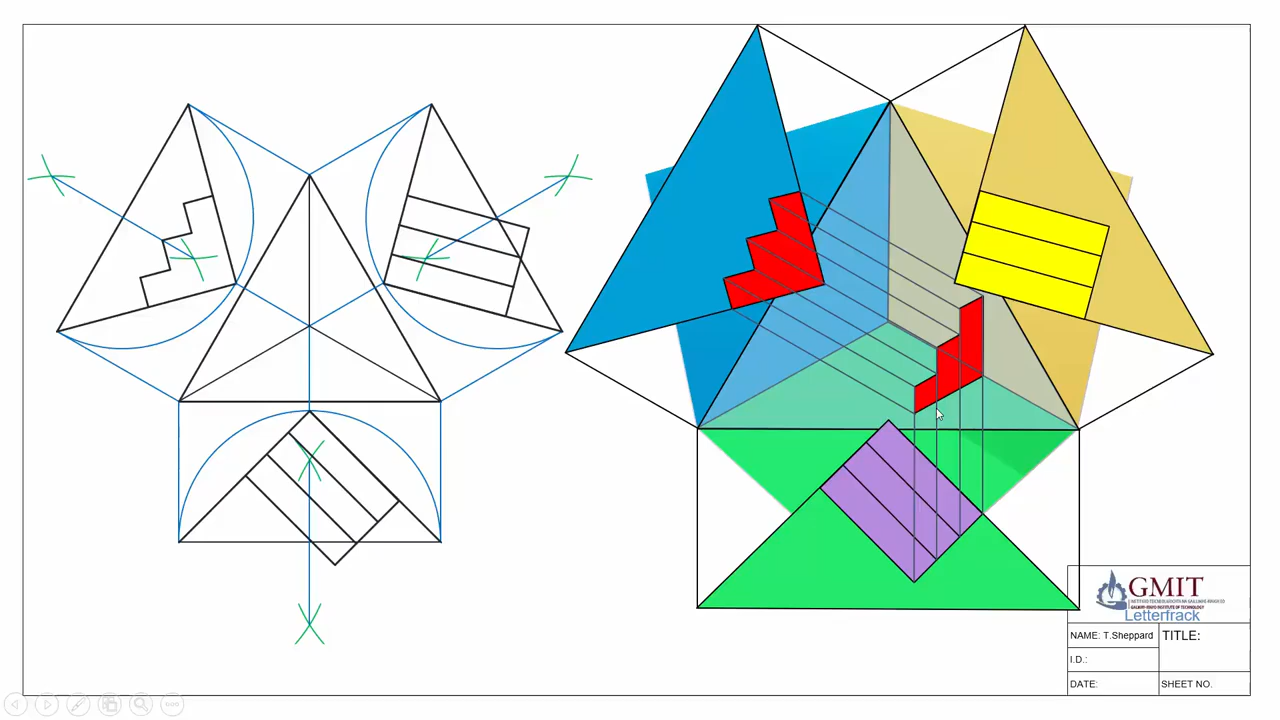 GMIT
Letterfrack
NAME: T.Sheppard
TITLE:
I.D.:
DATE:
SHEET NO.